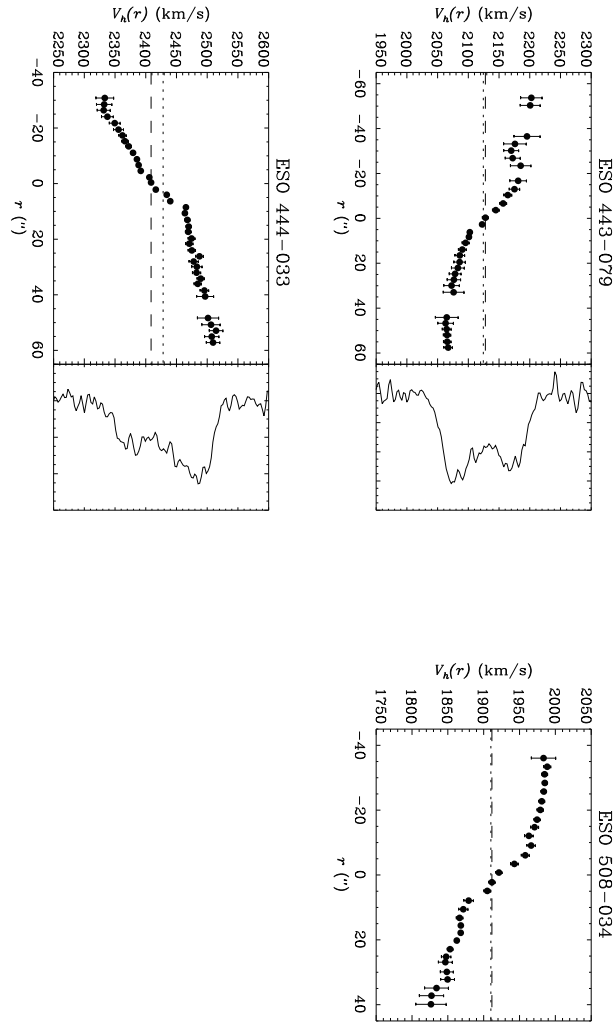 ESO 443−079
V_h(r) (km/s)
1950 2000 2050 2100 2150 2200 2250 2300
−60 −40 −20 0 20 40 60
r (")
ESO 444−033
V_h(r) (km/s)
2250 2300 2350 2400 2450 2500 2550 2600
−40 −20 0 20 40 60
r (")
ESO 508−034
V_h(r) (km/s)
1750 1800 1850 1900 1950 2000 2050
−40 −20 0 20 40
r (")